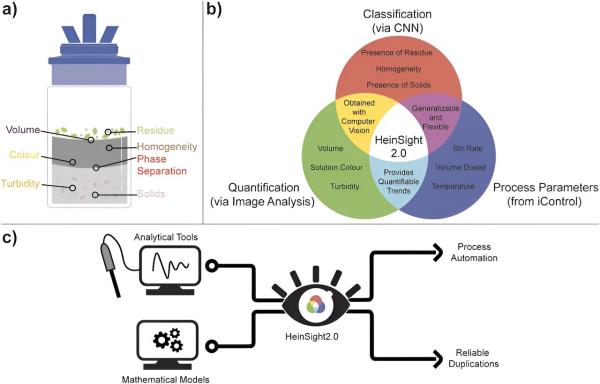 a)
Volume
Colour
Turbidity
Residue
Homogeneity
Phase
Separation
Solids
b)
Classification
(via CNN)
Presence of Residue
Homogeneity
Presence of Solids
Obtained with
Computer
Vision
Generalizable
and
Flexible
HeinSight
2.0
Volume
Solution Colour
Turbidity
Provides
Quantifiable
Trends
Stir Rate
Volume Dosed
Temperature
Quantification
(via Image Analysis)
Process Parameters
(from iControl)
c)
Analytical Tools
Mathematical Models
HeinSight2.0
Process
Automation
Reliable
Duplications